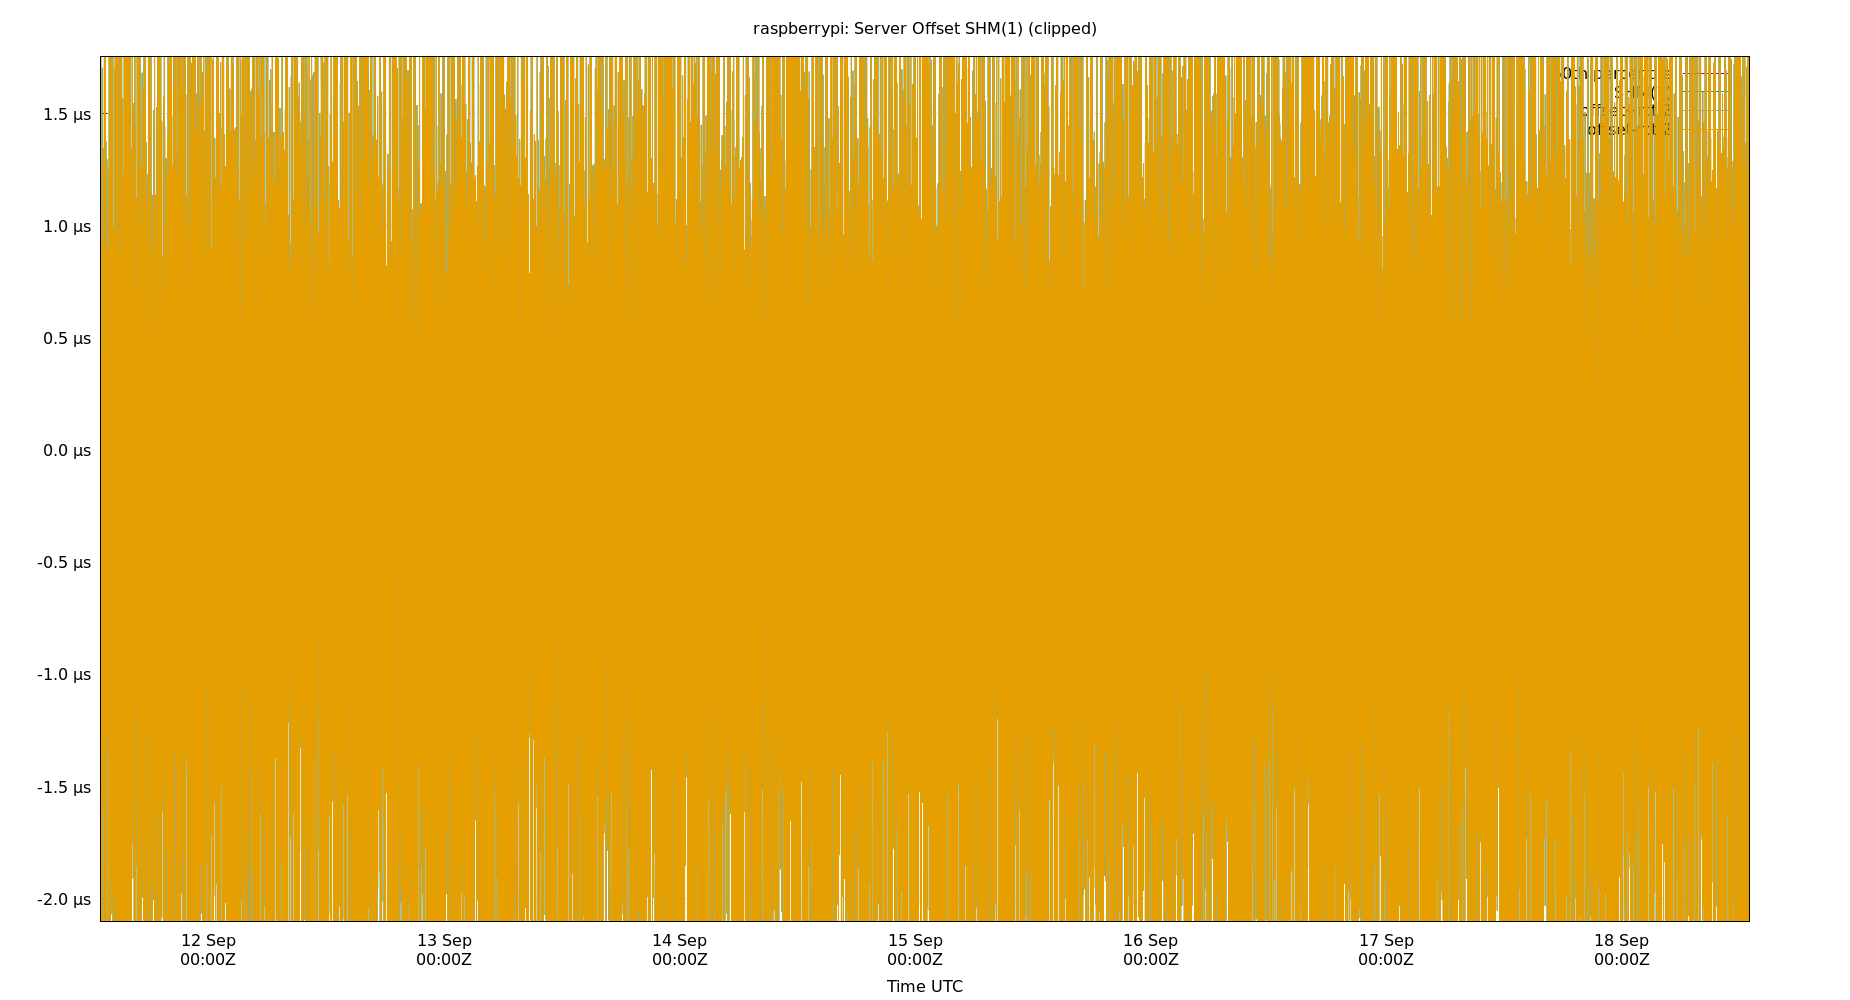 raspberrypi: Server Offset SHM(1) (clipped)
1.5 µs
1.0 µs
0.5 µs
0.0 µs
-0.5 µs
-1.0 µs
-1.5 µs
-2.0 µs
12 Sep 13 Sep 14 Sep 15 Sep 16 Sep 17 Sep 18 Sep
00:00Z 00:00Z 00:00Z 00:00Z 00:00Z 00:00Z 00:00Z
Time UTC